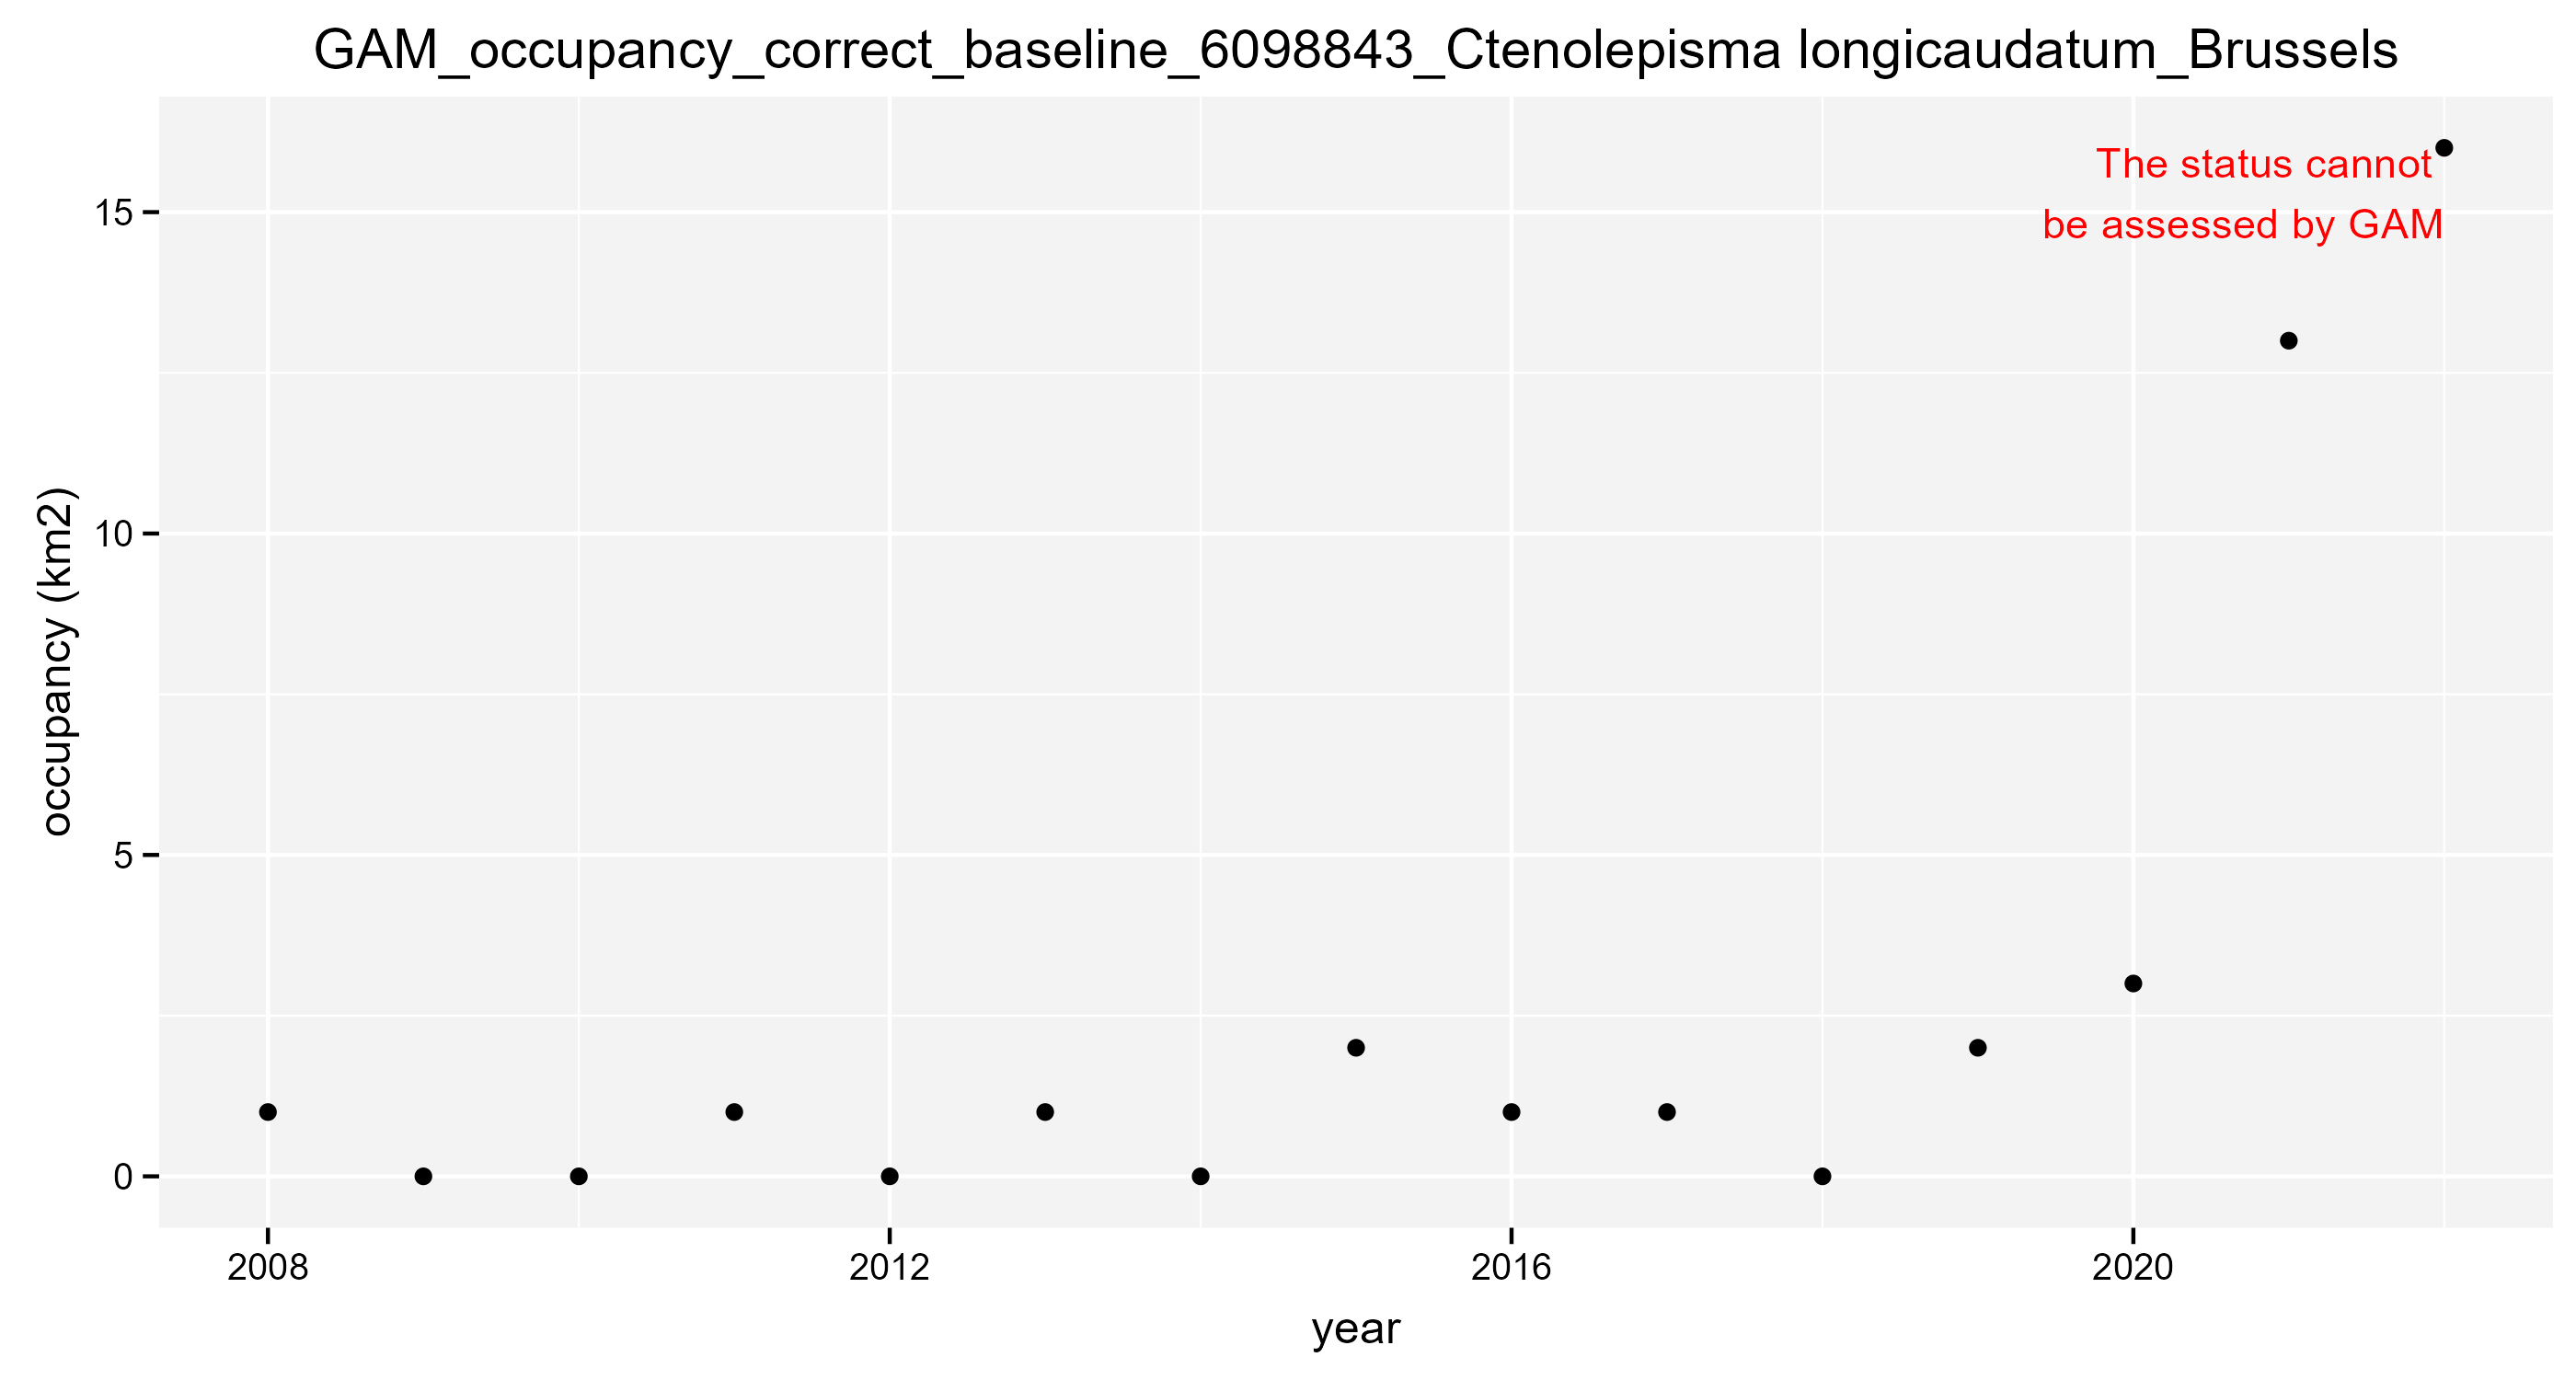 GAM_occupancy_correct_baseline_6098843_Ctenolepisma longicaudatum_Brussels
The status cannot
be assessed by GAM
15
10
5
0
occupancy (km2)
2008 2012 2016 2020
year